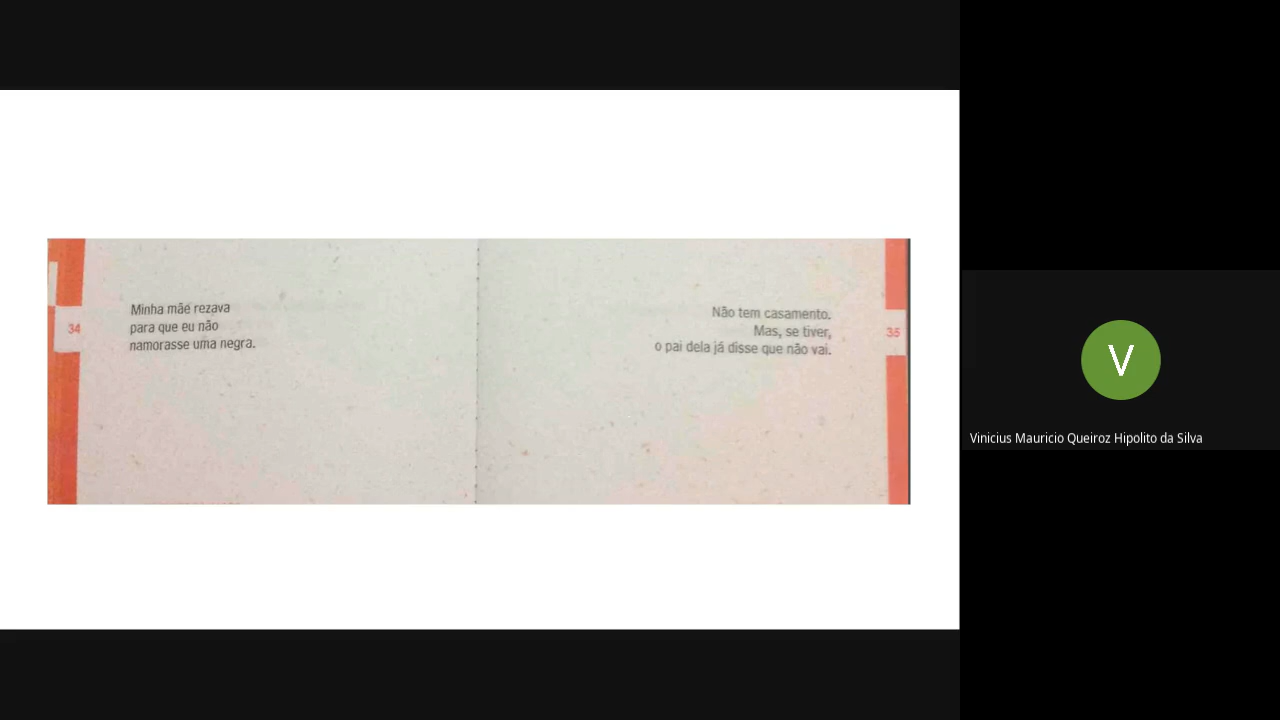 34
Minha mãe rezava
para que eu não
namorasse uma negra.
Não tem casamento.
Mas, se tiver,
o pai dela já disse que não vai.
35
V
Vinicius Mauricio Queiroz Hipolito da Silva